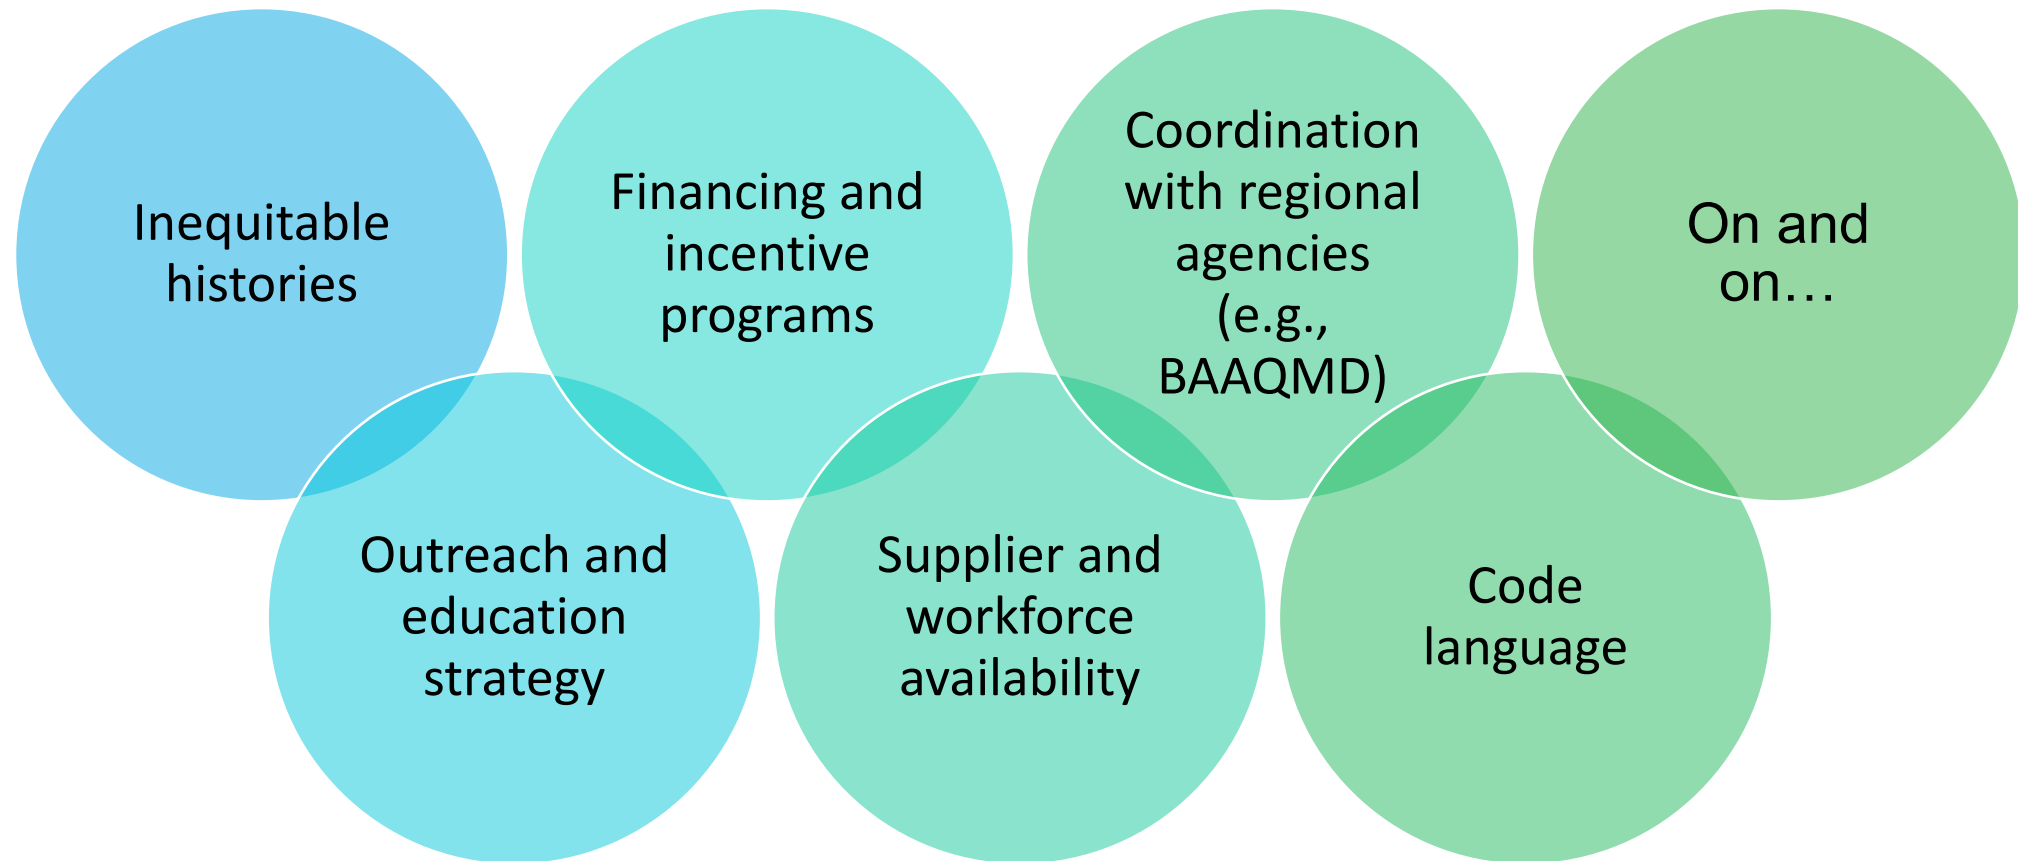 Inequitable
histories
Outreach and
education
strategy
Financing and
incentive
programs
Supplier and
workforce
availability
Coordination
with regional
agencies
(e.g.,
BAAQMD)
Code
language
On and
on…